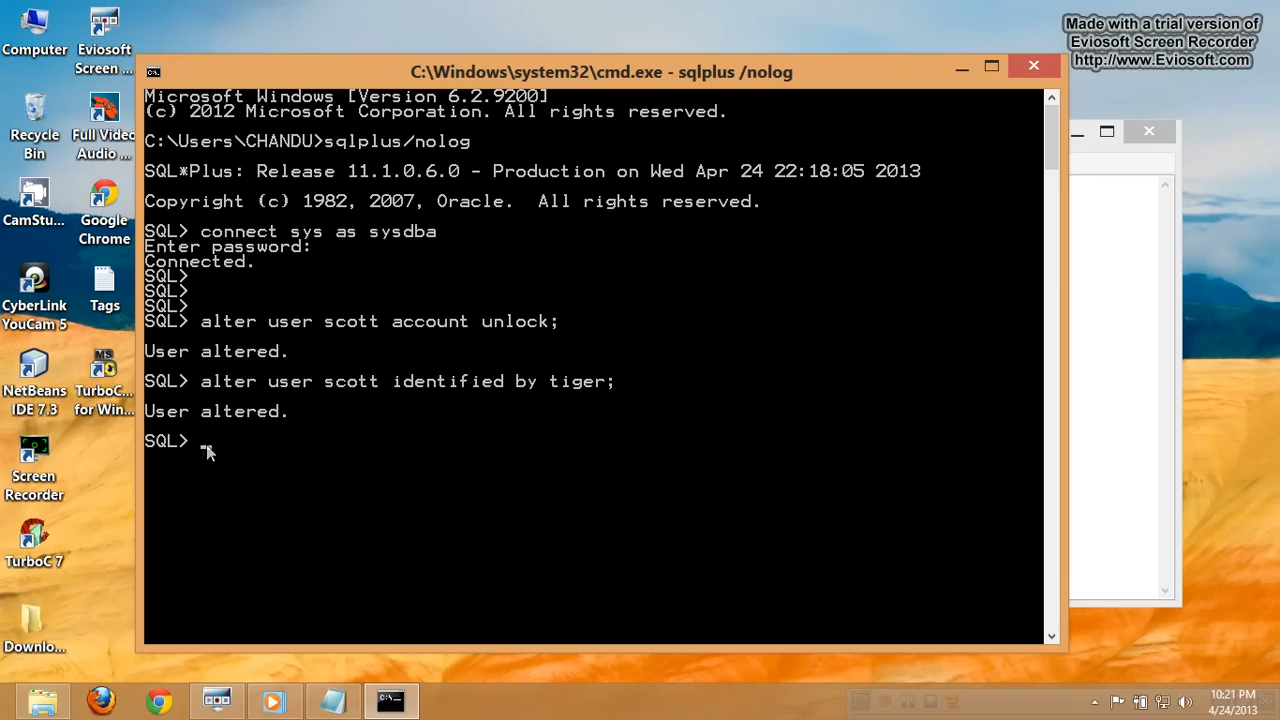 Made with a trial version of
Eviosoft Screen Recorder
http://www.Eviosoft.com
Computer
Eviosoft
Screen ...
Recycle
Bin
Full Video
Audio ...
CamStu...
Google
Chrome
CyberLink
YouCam 5
Tags
NetBeans
IDE 7.3
TurboC...
for Win...
Screen
Recorder
TurboC 7
Downlo...
C:\Windows\system32\cmd.exe - sqlplus /nolog
Microsoft Windows [Version 6.2.9200]
(c) 2012 Microsoft Corporation. All rights reserved.
C:\Users\CHANDU>sqlplus/nolog
SQL*Plus: Release 11.1.0.6.0 - Production on Wed Apr 24 22:18:05 2013
Copyright (c) 1982, 2007, Oracle.  All rights reserved.
SQL> connect sys as sysdba
Enter password:
Connected.
SQL>
SQL>
SQL>
SQL> alter user scott account unlock;
User altered.
SQL> alter user scott identified by tiger;
User altered.
SQL> _
10:21 PM
4/24/2013